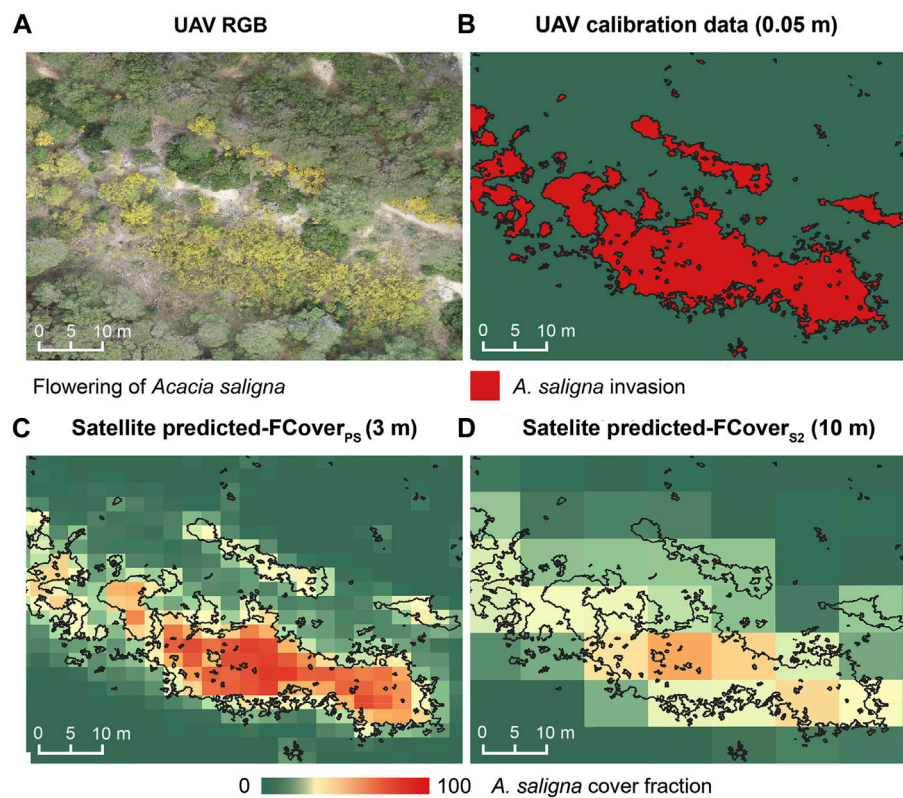 A UAV RGB
B UAV calibration data (0.05 m)
0 5 10 m
0 5 10 m
Flowering of Acacia saligna
A. saligna invasion
C Satellite predicted-FCoverPS (3 m)
D Satelite predicted-FCoverS2 (10 m)
0 5 10 m
0 5 10 m
0 100 A. saligna cover fraction